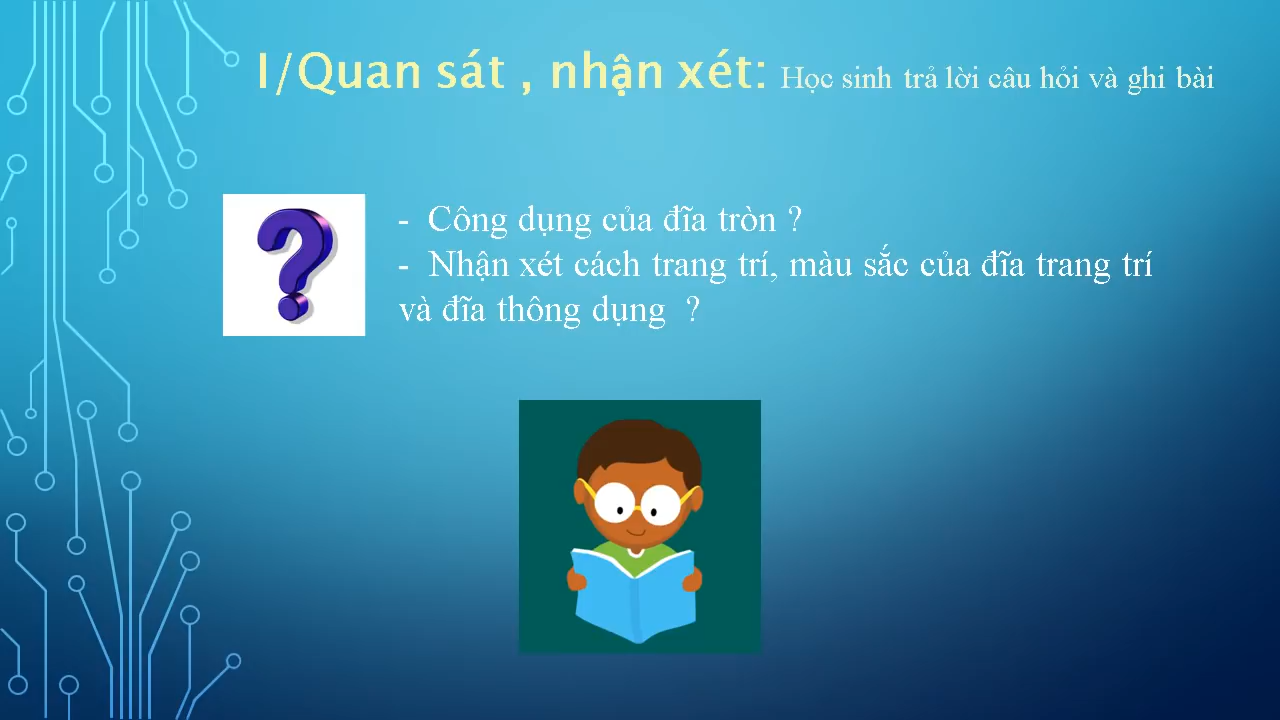 I/Quan sát , nhận xét: Học sinh trả lời câu hỏi và ghi bài
- Công dụng của đĩa tròn ?
- Nhận xét cách trang trí, màu sắc của đĩa trang trí
và đĩa thông dụng ?